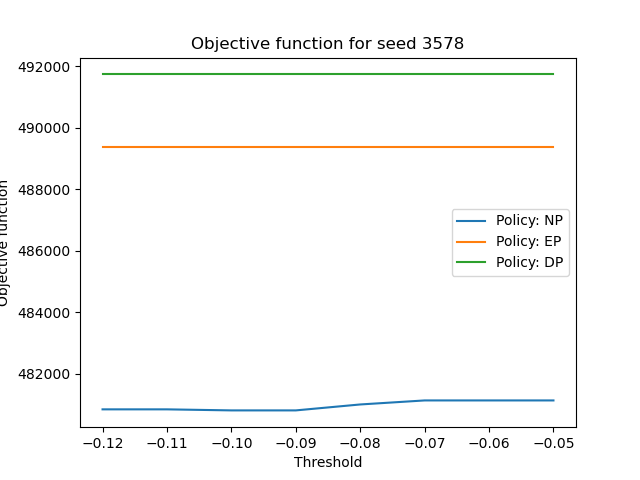 Objective function for seed 3578
492000
490000
488000
486000
484000
482000
Objective function
Policy: NP
Policy: EP
Policy: DP
−0.12 −0.11 −0.10 −0.09 −0.08 −0.07 −0.06 −0.05
Threshold